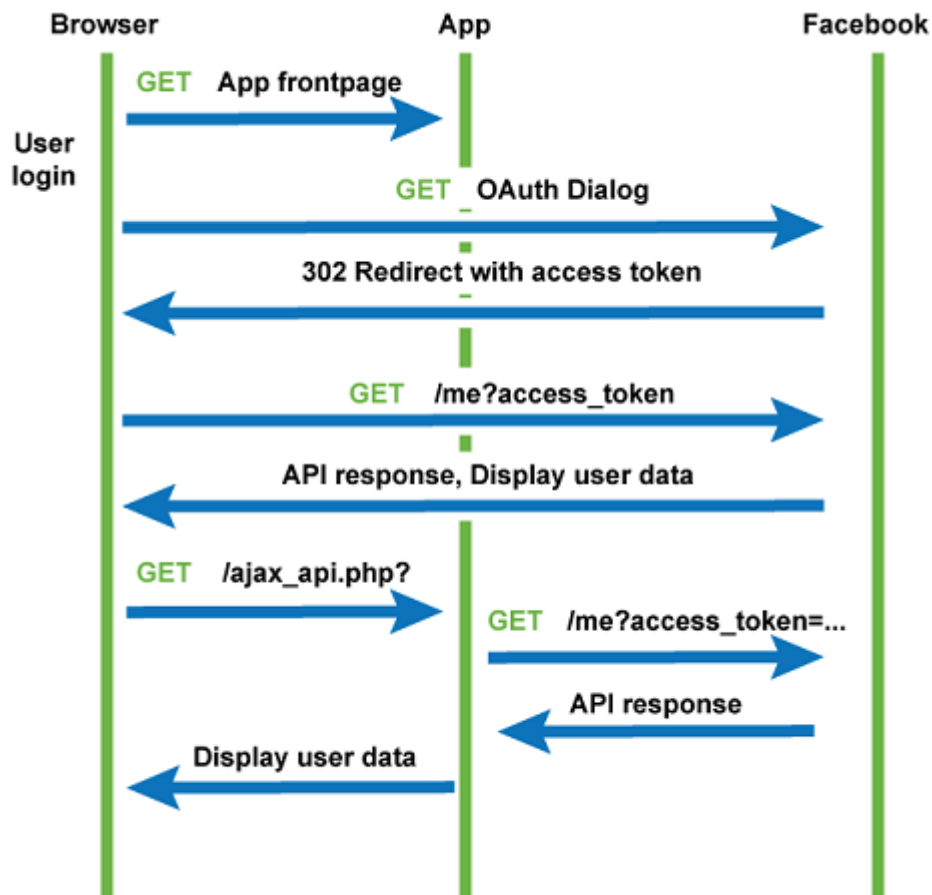 Browser App Facebook
GET App frontpage
User
login
GET OAuth Dialog
302 Redirect with access token
GET /me?access_token
API response, Display user data
GET /ajax_api.php?
GET /me?access_token=...
API response
Display user data